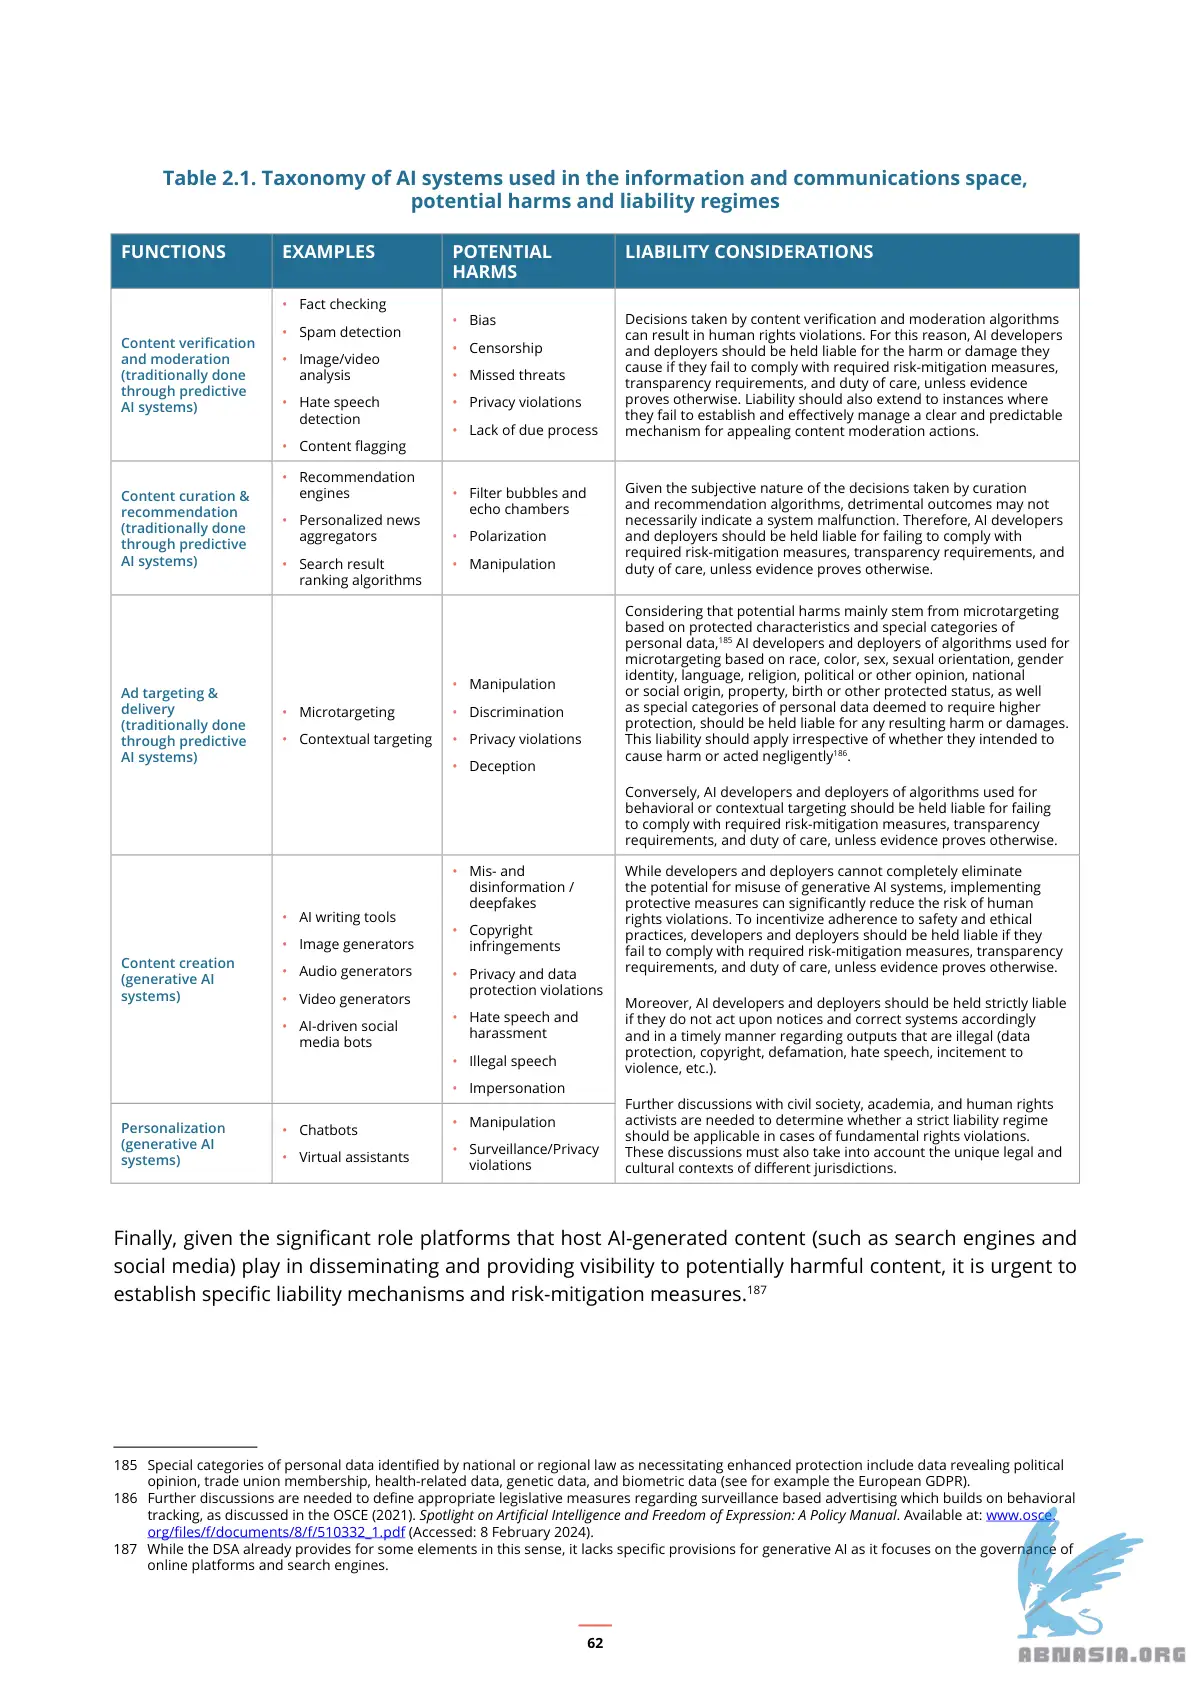 Table 2.1. Taxonomy of AI systems used in the information and communications space,
potential harms and liability regimes
FUNCTIONS
EXAMPLES
POTENTIAL
HARMS
LIABILITY CONSIDERATIONS
Content verification
and moderation
(traditionally done
through predictive
AI systems)
• Fact checking
• Spam detection
• Image/video
analysis
• Hate speech
detection
• Content flagging
• Bias
• Censorship
• Missed threats
• Privacy violations
• Lack of due process
Decisions taken by content verification and moderation algorithms
can result in human rights violations. For this reason, AI developers
and deployers should be held liable for the harm or damage they
cause if they fail to comply with required risk-mitigation measures,
transparency requirements, and duty of care, unless evidence
proves otherwise. Liability should also extend to instances where
they fail to establish and effectively manage a clear and predictable
mechanism for appealing content moderation actions.
Content curation &
recommendation
(traditionally done
through predictive
AI systems)
• Recommendation
engines
• Personalized news
aggregators
• Search result
ranking algorithms
• Filter bubbles and
echo chambers
• Polarization
• Manipulation
Given the subjective nature of the decisions taken by curation
and recommendation algorithms, detrimental outcomes may not
necessarily indicate a system malfunction. Therefore, AI developers
and deployers should be held liable for failing to comply with
required risk-mitigation measures, transparency requirements, and
duty of care, unless evidence proves otherwise.
Ad targeting &
delivery
(traditionally done
through predictive
AI systems)
• Microtargeting
• Contextual targeting
• Manipulation
• Discrimination
• Privacy violations
• Deception
Considering that potential harms mainly stem from microtargeting
based on protected characteristics and special categories of
personal data,185 AI developers and deployers of algorithms used for
microtargeting based on race, color, sex, sexual orientation, gender
identity, language, religion, political or other opinion, national
or social origin, property, birth or other protected status, as well
as special categories of personal data deemed to require higher
protection, should be held liable for any resulting harm or damages.
This liability should apply irrespective of whether they intended to
cause harm or acted negligently186.
Conversely, AI developers and deployers of algorithms used for
behavioral or contextual targeting should be held liable for failing
to comply with required risk-mitigation measures, transparency
requirements, and duty of care, unless evidence proves otherwise.
Content creation
(generative AI
systems)
• AI writing tools
• Image generators
• Audio generators
• Video generators
• AI-driven social
media bots
• Mis- and
disinformation /
deepfakes
• Copyright
infringements
• Privacy and data
protection violations
• Hate speech and
harassment
• Illegal speech
• Impersonation
While developers and deployers cannot completely eliminate
the potential for misuse of generative AI systems, implementing
protective measures can significantly reduce the risk of human
rights violations. To incentivize adherence to safety and ethical
practices, developers and deployers should be held liable if they
fail to comply with required risk-mitigation measures, transparency
requirements, and duty of care, unless evidence proves otherwise.
Moreover, AI developers and deployers should be held strictly liable
if they do not act upon notices and correct systems accordingly
and in a timely manner regarding outputs that are illegal (data
protection, copyright, defamation, hate speech, incitement to
violence, etc.).
Further discussions with civil society, academia, and human rights
activists are needed to determine whether a strict liability regime
should be applicable in cases of fundamental rights violations.
These discussions must also take into account the unique legal and
cultural contexts of different jurisdictions.
Personalization
(generative AI
systems)
• Chatbots
• Virtual assistants
• Manipulation
• Surveillance/Privacy
violations
Finally, given the significant role platforms that host AI-generated content (such as search engines and
social media) play in disseminating and providing visibility to potentially harmful content, it is urgent to
establish specific liability mechanisms and risk-mitigation measures.187
185 Special categories of personal data identified by national or regional law as necessitating enhanced protection include data revealing political
opinion, trade union membership, health-related data, genetic data, and biometric data (see for example the European GDPR).
186 Further discussions are needed to define appropriate legislative measures regarding surveillance based advertising which builds on behavioral
tracking, as discussed in the OSCE (2021). Spotlight on Artificial Intelligence and Freedom of Expression: A Policy Manual. Available at: www.osce.
org/files/f/documents/8/f/510332_1.pdf (Accessed: 8 February 2024).
187 While the DSA already provides for some elements in this sense, it lacks specific provisions for generative AI as it focuses on the governance of
online platforms and search engines.
62
ABNASIA.ORG